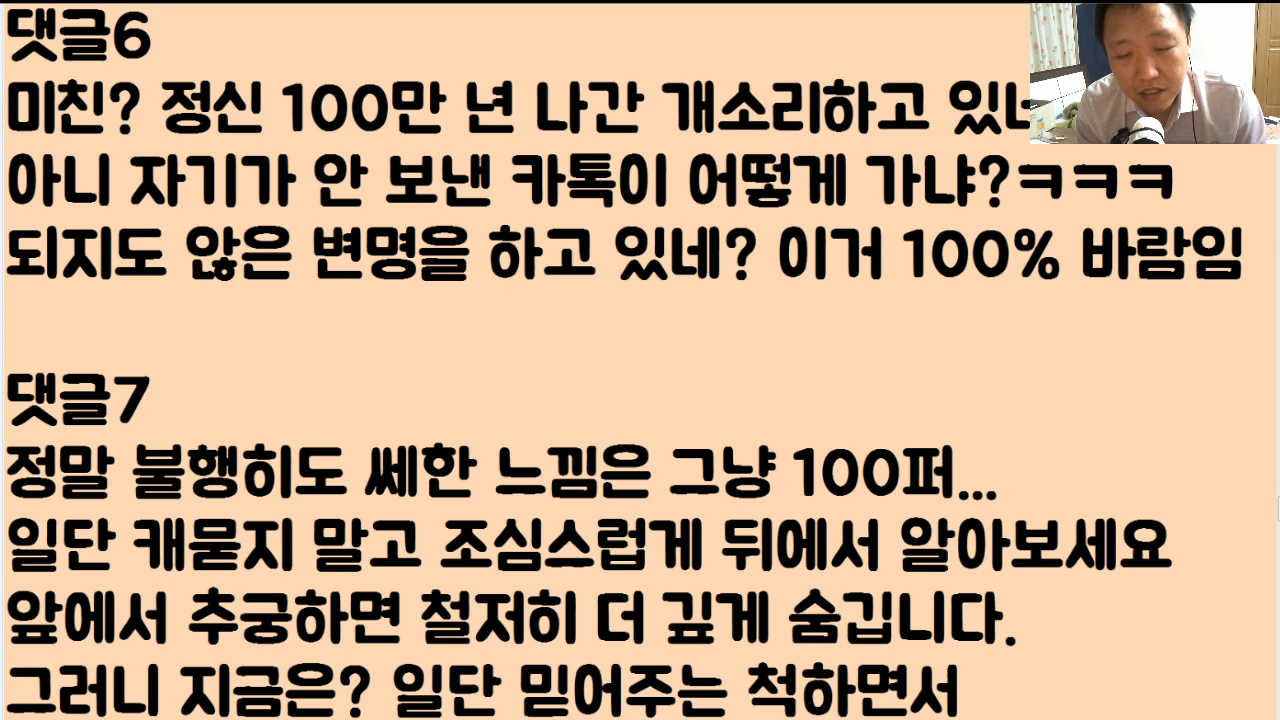 댓글6
미친? 정신 100만 년 나간 개소리하고
아니 자기가 안 보낸 카톡이 어떻게 가냐?ㅋㅋㅋ
되지도 않은 변명을 하고 있네? 이거 100% 바람임
댓글7
정말 불행히도 쎄한 느낌은 그냥 100퍼...
일단 캐묻지 말고 조심스럽게 뒤에서 알아보세요
앞에서 추궁하면 철저히 더 깊게 숨깁니다.
그러니 지금은? 일단 믿어주는 척하면서